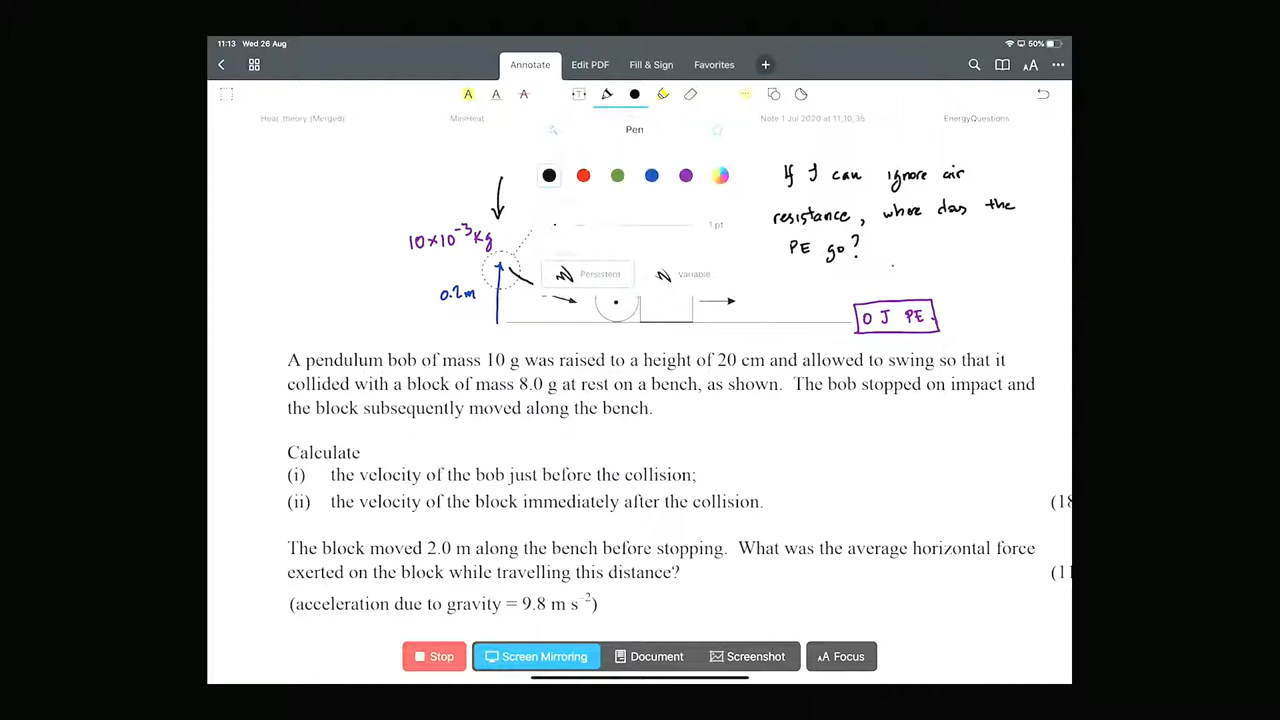 11:13 Wed 26 Aug
50%
Annotate Edit PDF Fill & Sign Favorites +
A A A T
Heat_theory (Merged) MiniHeat Note 1 Jul 2020 at 11_10_35 EnergyQuestions
Pen
1 pt
Persistent Variable
If I can ignore air
resistance, where does the
PE go?
10×10⁻³Kg
0.2m
0 J PE.
A pendulum bob of mass 10 g was raised to a height of 20 cm and allowed to swing so that it
collided with a block of mass 8.0 g at rest on a bench, as shown. The bob stopped on impact and
the block subsequently moved along the bench.
Calculate
(i) the velocity of the bob just before the collision;
(ii) the velocity of the block immediately after the collision. (18
The block moved 2.0 m along the bench before stopping. What was the average horizontal force
exerted on the block while travelling this distance? (1
(acceleration due to gravity = 9.8 m s⁻²)
Stop Screen Mirroring Document Screenshot AA Focus